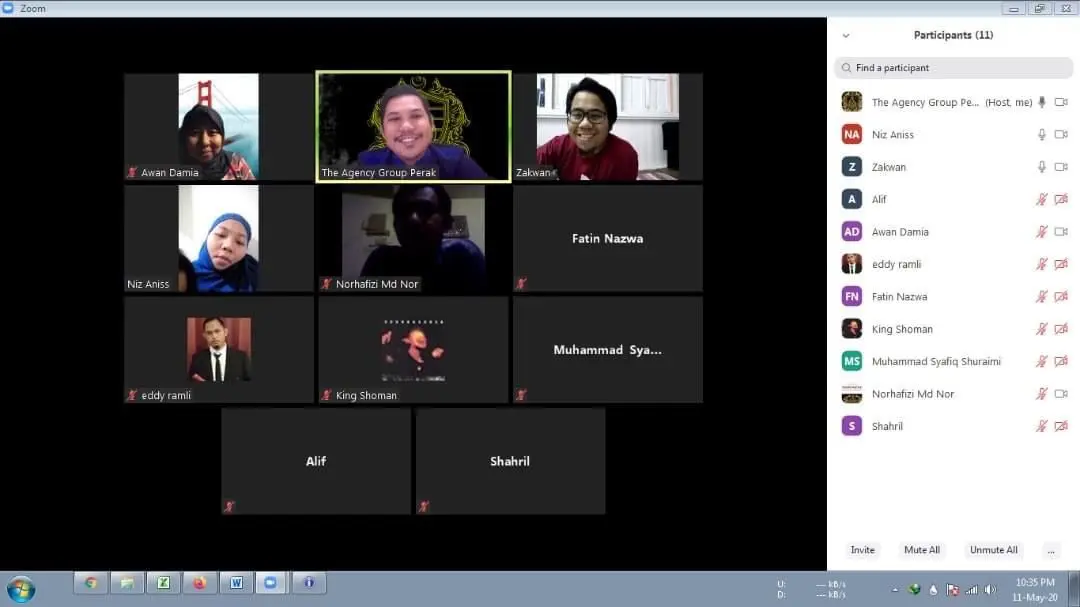 Zoom
Participants (11)
Find a participant
Awan Damia
The Agency Group Perak
Zakwan
Niz Aniss
Norhafizi Md Nor
Fatin Nazwa
eddy ramli
King Shoman
Muhammad Sya...
Alif
Shahril
The Agency Group Pe... (Host, me)
NA Niz Aniss
Z Zakwan
A Alif
AD Awan Damia
eddy ramli
FN Fatin Nazwa
King Shoman
MS Muhammad Syafiq Shuraimi
Norhafizi Md Nor
S Shahril
Invite Mute All Unmute All ...
U: --- kB/s
D: --- kB/s
10:35 PM
11-May-20